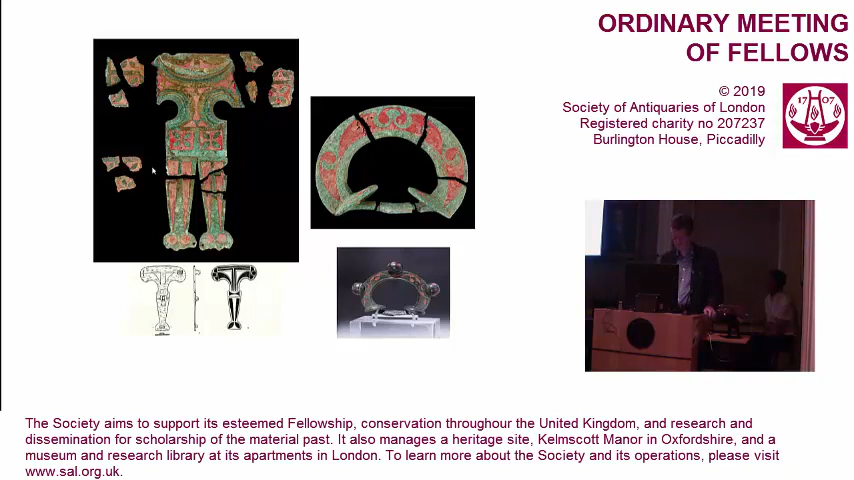 ORDINARY MEETING
OF FELLOWS
© 2019
Society of Antiquaries of London
Registered charity no 207237
Burlington House, Piccadilly
17 07
The Society aims to support its esteemed Fellowship, conservation throughour the United Kingdom, and research and
dissemination for scholarship of the material past. It also manages a heritage site, Kelmscott Manor in Oxfordshire, and a
museum and research library at its apartments in London. To learn more about the Society and its operations, please visit
www.sal.org.uk.